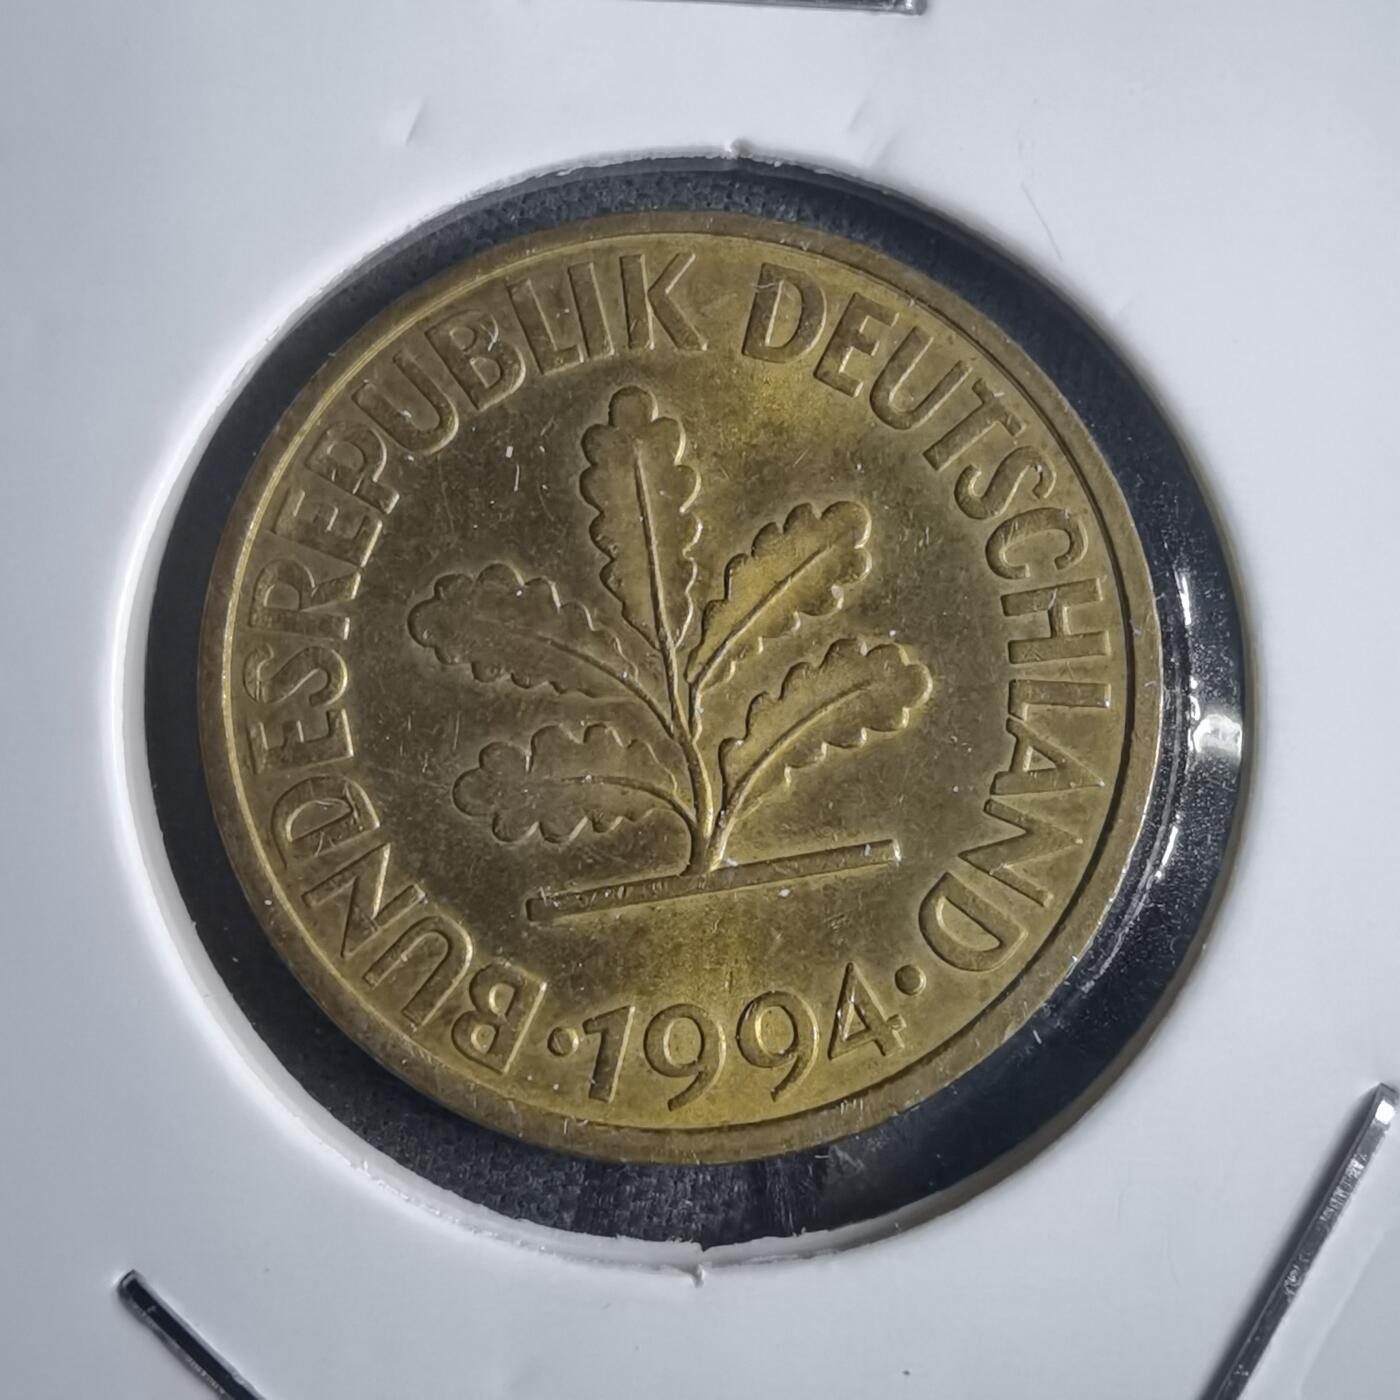 BUNDESREPUBLIK DEUTSCHLAND
• 1994 •